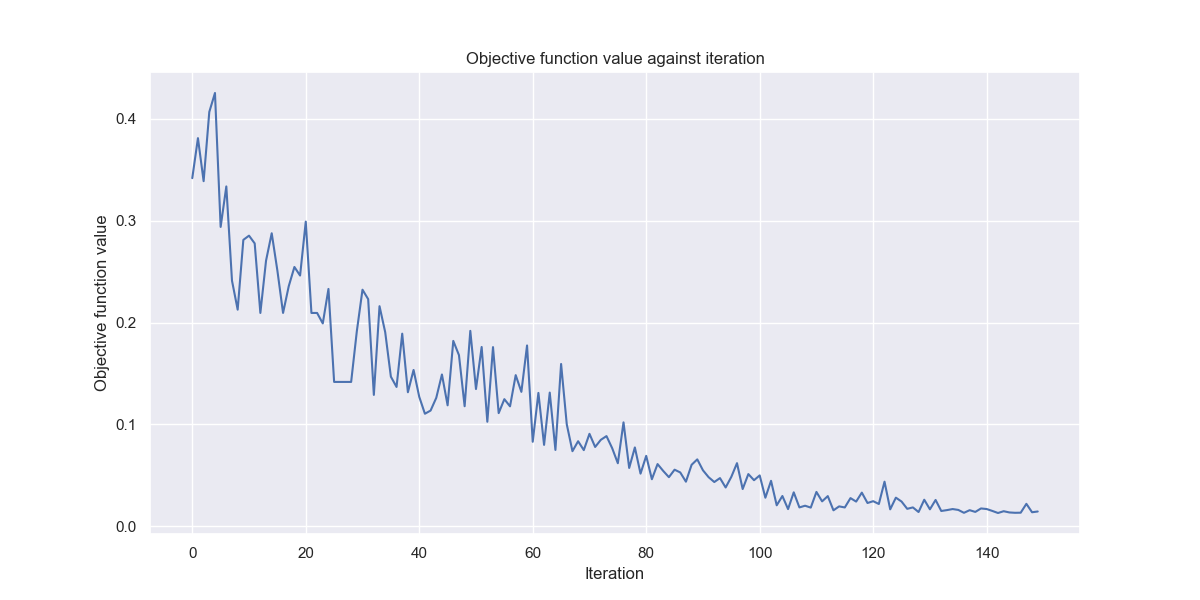 Objective function value against iteration
Objective function value
0.4
0.3
0.2
0.1
0.0
0 20 40 60 80 100 120 140
Iteration